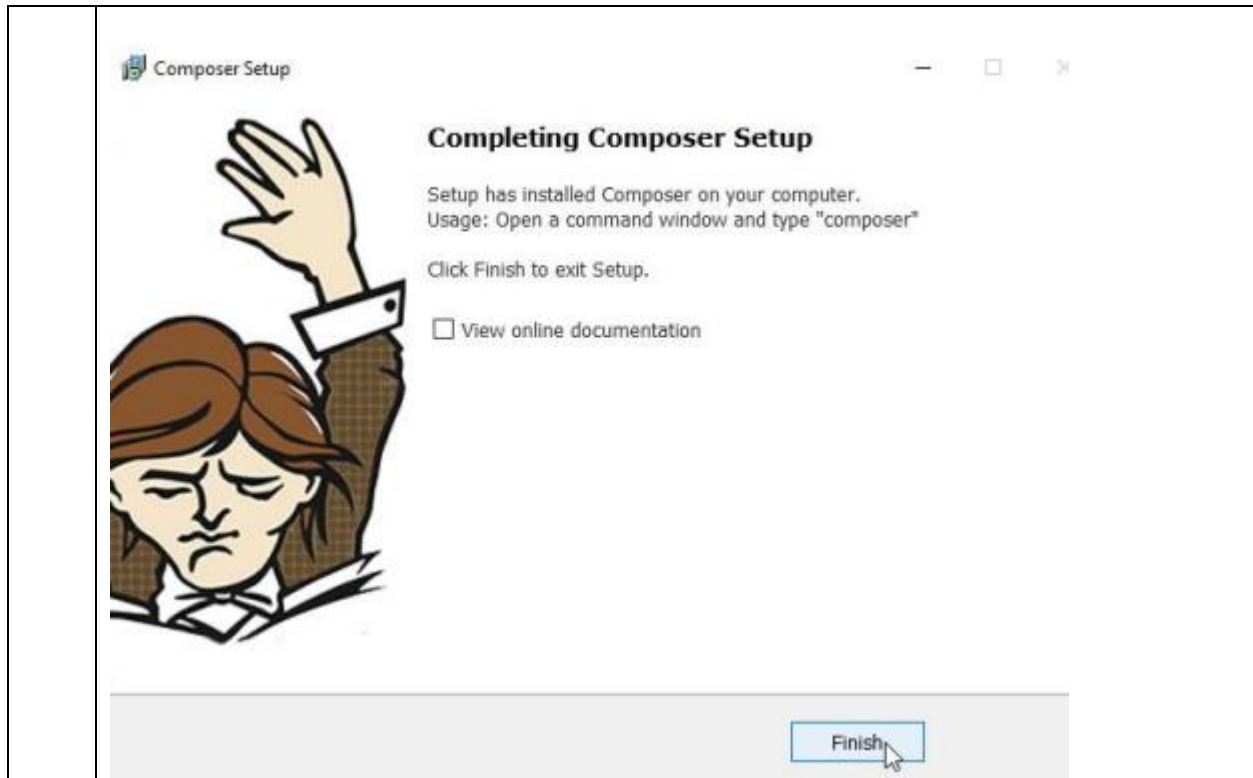 Composer Setup
Completing Composer Setup
Setup has installed Composer on your computer.
Usage: Open a command window and type "composer"
Click Finish to exit Setup.
View online documentation
Finish